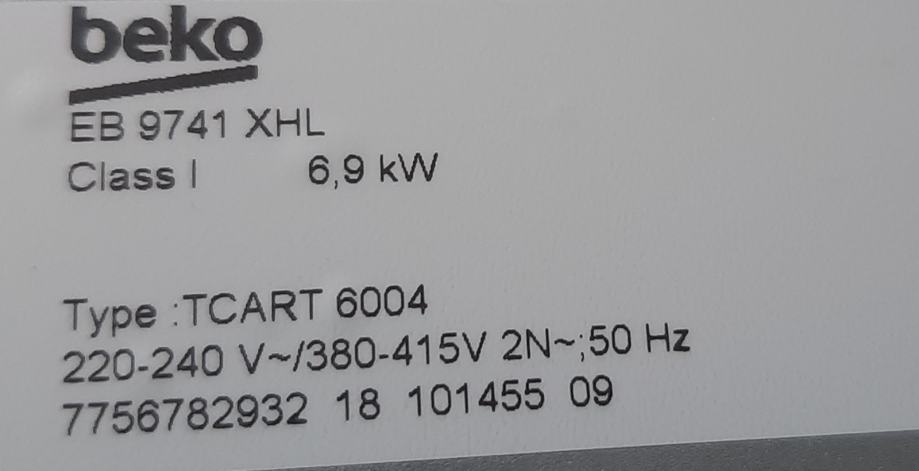 beko
EB 9741 XHL
Class I 6,9 kW
Type :TCART 6004
220-240 V~/380-415V 2N~;50 Hz
7756782932 18 101455 09